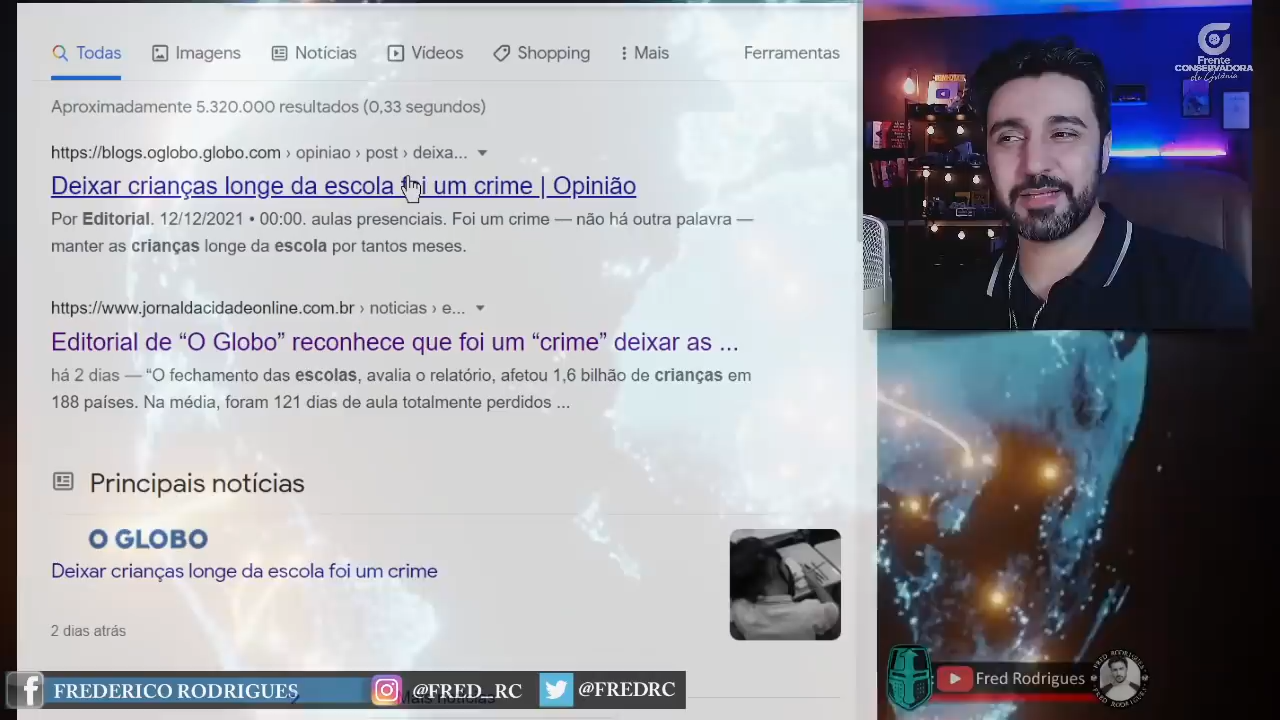 Todas
Imagens
Notícias
Vídeos
Shopping
Mais
Ferramentas
Aproximadamente 5.320.000 resultados (0,33 segundos)
https://blogs.oglobo.globo.com › opiniao › post › deixa...
Deixar crianças longe da escola foi um crime | Opinião
Por Editorial. 12/12/2021 • 00:00. aulas presenciais. Foi um crime — não há outra palavra —
manter as crianças longe da escola por tantos meses.
https://www.jornaldacidadeonline.com.br › noticias › e...
Editorial de “O Globo” reconhece que foi um “crime” deixar as ...
há 2 dias — “O fechamento das escolas, avalia o relatório, afetou 1,6 bilhão de crianças em
188 países. Na média, foram 121 dias de aula totalmente perdidos ...
Principais notícias
O GLOBO
Deixar crianças longe da escola foi um crime
2 dias atrás
Mais notícias
FREDERICO RODRIGUES
@FRED_RC
@FREDRC
Frente
CONSERVADORA
de Goiânia
Fred Rodrigues
FRED RODRIGUES